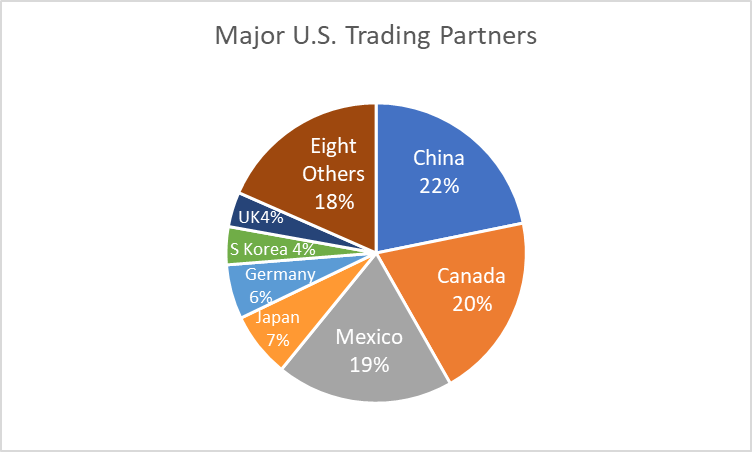 Major U.S. Trading Partners
China
22%
Canada
20%
Mexico
19%
Japan
7%
Germany
6%
S Korea 4%
UK4%
Eight
Others
18%